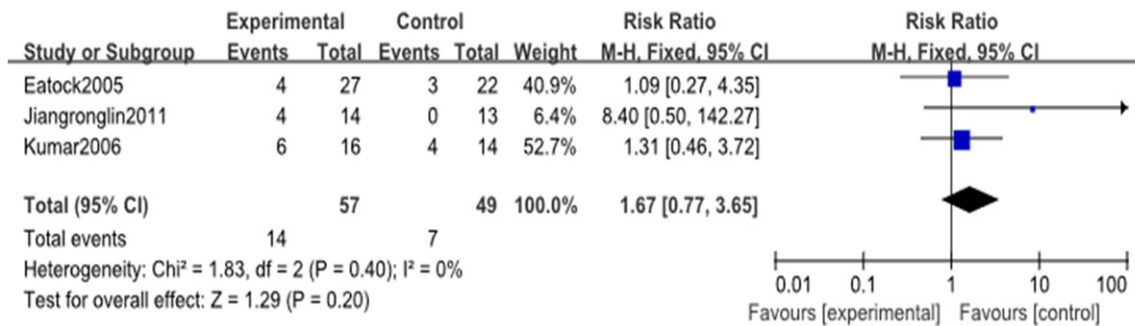 Experimental Control Risk Ratio Risk Ratio
Study or Subgroup Events Total Events Total Weight M-H, Fixed, 95% CI M-H, Fixed, 95% CI
Eatock2005 4 27 3 22 40.9% 1.09 [0.27, 4.35]
Jiangronglin2011 4 14 0 13 6.4% 8.40 [0.50, 142.27]
Kumar2006 6 16 4 14 52.7% 1.31 [0.46, 3.72]
Total (95% CI) 57 49 100.0% 1.67 [0.77, 3.65]
Total events 14 7
Heterogeneity: Chi² = 1.83, df = 2 (P = 0.40); I² = 0%
Test for overall effect: Z = 1.29 (P = 0.20)
0.01 0.1 1 10 100
Favours [experimental] Favours [control]